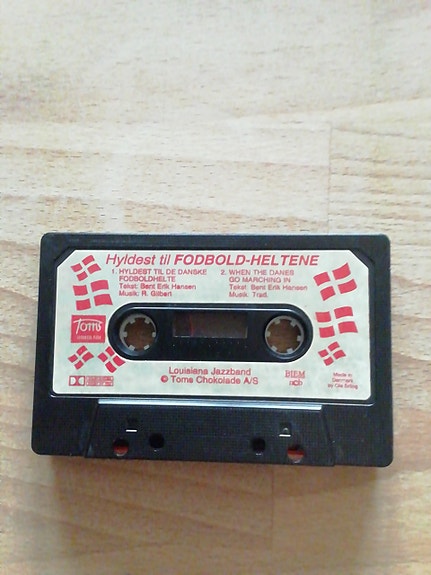 Hyldest til FODBOLD-HELTENE
1. HYLDEST TIL DE DANSKE
FODBOLDHELTE
Tekst: Bent Erik Hansen
Musik: R. Gilbert
2. WHEN THE DANES
GO MARCHING IN
Tekst: Bent Erik Hansen
Musik: Trad.
Toms
Louisiana Jazzband
© Toms Chokolade A/S
BIEM
ncb
Made in
Denmark